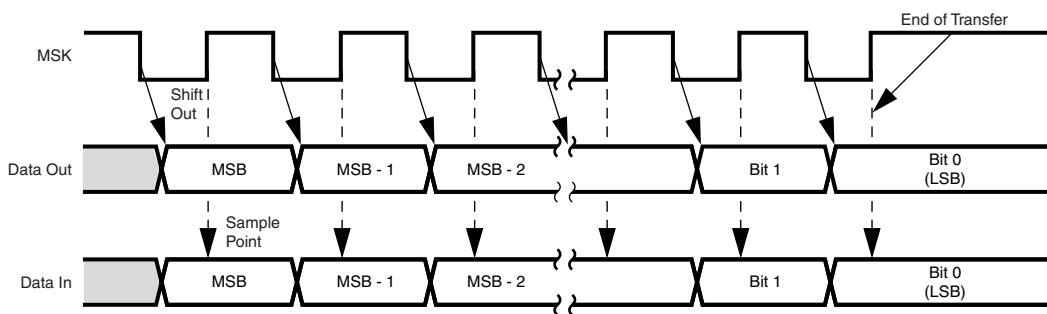 End of Transfer
MSK
Shift
Out
Data Out
MSB
MSB - 1
MSB - 2
Bit 1
Bit 0
(LSB)
Sample
Point
Data In
MSB
MSB - 1
MSB - 2
Bit 1
Bit 0
(LSB)